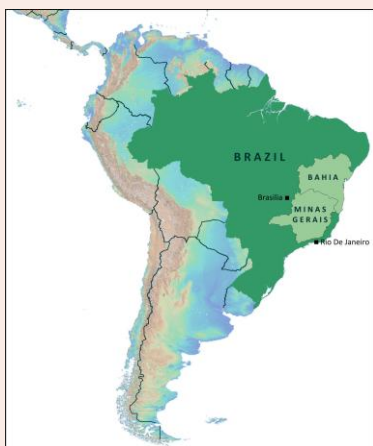 BRAZIL
BAHIA
Brasilia
MINAS
GERAIS
Rio De Janeiro